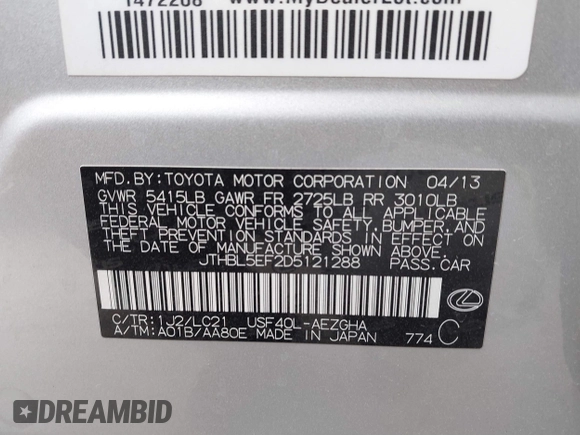 1472208 www.MyDealerLot.com
MFD.BY:TOYOTA MOTOR CORPORATION 04/13
GVWR 5415LB GAWR FR 2725LB RR 3010LB
THIS VEHICLE CONFORMS TO ALL APPLICABLE
FEDERAL MOTOR VEHICLE SAFETY, BUMPER, AND
THEFT PREVENTION STANDARDS IN EFFECT ON
THE DATE OF MANUFACTURE SHOWN ABOVE.
JTHBL5EF2D5121288 PASS.CAR
C/TR:1J2/LC21 USF40L-AEZGHA
A/TM:A01B/AA80E MADE IN JAPAN 774 C
DREAMBID